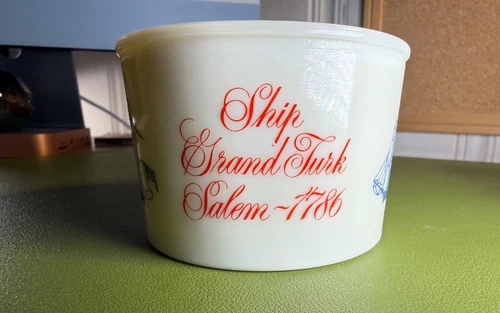 Ship
Grand Turk
Salem ~ 1786